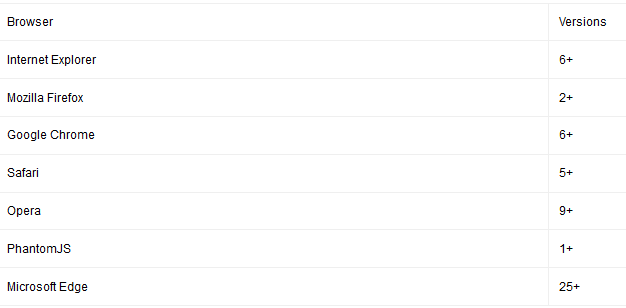 Browser Versions
Internet Explorer 6+
Mozilla Firefox 2+
Google Chrome 6+
Safari 5+
Opera 9+
PhantomJS 1+
Microsoft Edge 25+